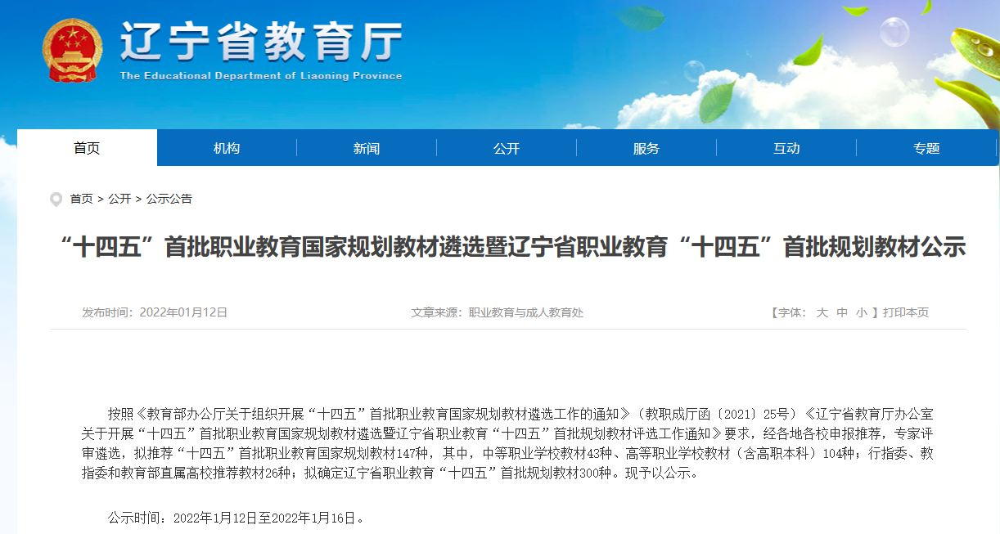 辽宁省教育厅
The Educational Department of Liaoning Province
首页 机构 新闻 公开 服务 互动 专题
首页 > 公开 > 公示公告
“十四五”首批职业教育国家规划教材遴选暨辽宁省职业教育“十四五”首批规划教材公示
发布时间：2022年01月12日 文章来源：职业教育与成人教育处 【字体： 大 中 小 】打印本页
按照《教育部办公厅关于组织开展“十四五”首批职业教育国家规划教材遴选工作的通知》（教职成厅函〔2021〕25号）《辽宁省教育厅办公室
关于开展“十四五”首批职业教育国家规划教材遴选暨辽宁省职业教育“十四五”首批规划教材评选工作通知》要求，经各地各校申报推荐，专家评
审遴选，拟推荐“十四五”首批职业教育国家规划教材147种，其中，中等职业学校教材43种、高等职业学校教材（含高职本科）104种；行指委、教
指委和教育部直属高校推荐教材26种；拟确定辽宁省职业教育“十四五”首批规划教材300种。现予以公示。
公示时间：2022年1月12日至2022年1月16日。